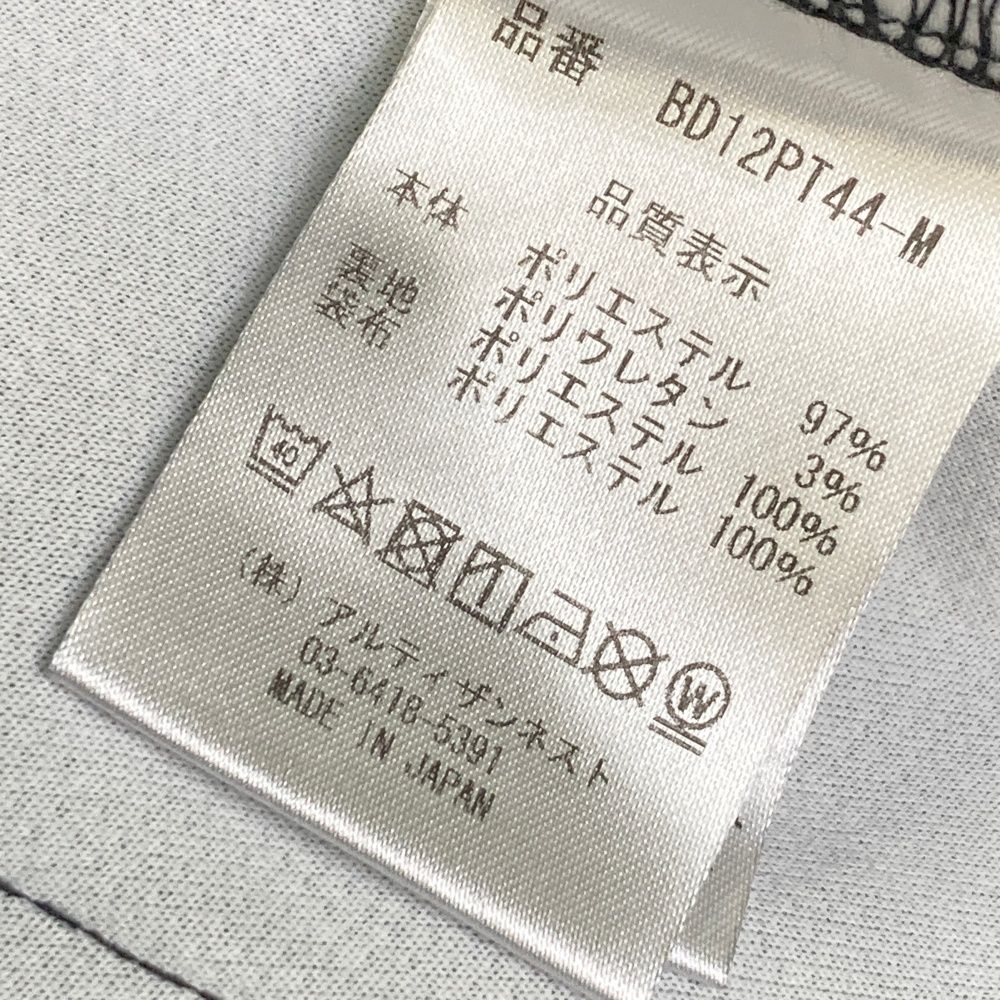 品番 BD12PT44-M
品質表示
本体 ポリエステル 97%
ポリウレタン 3%
裏地 ポリエステル 100%
袋布 ポリエステル 100%
40
W
(株)アルティザンネスト
03-6418-5391
MADE IN JAPAN